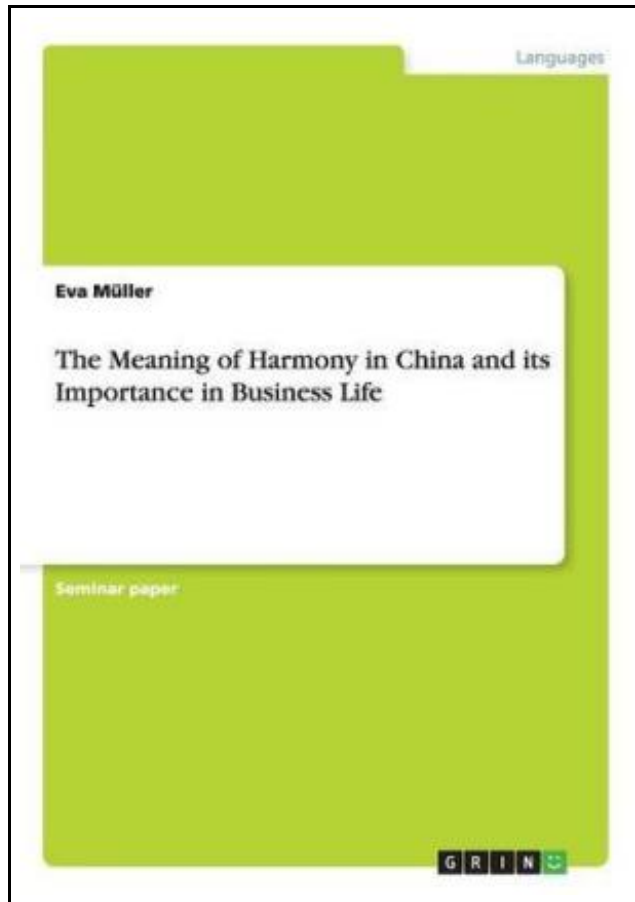 Languages
Eva Müller
The Meaning of Harmony in China and its
Importance in Business Life
Seminar paper
GRIN